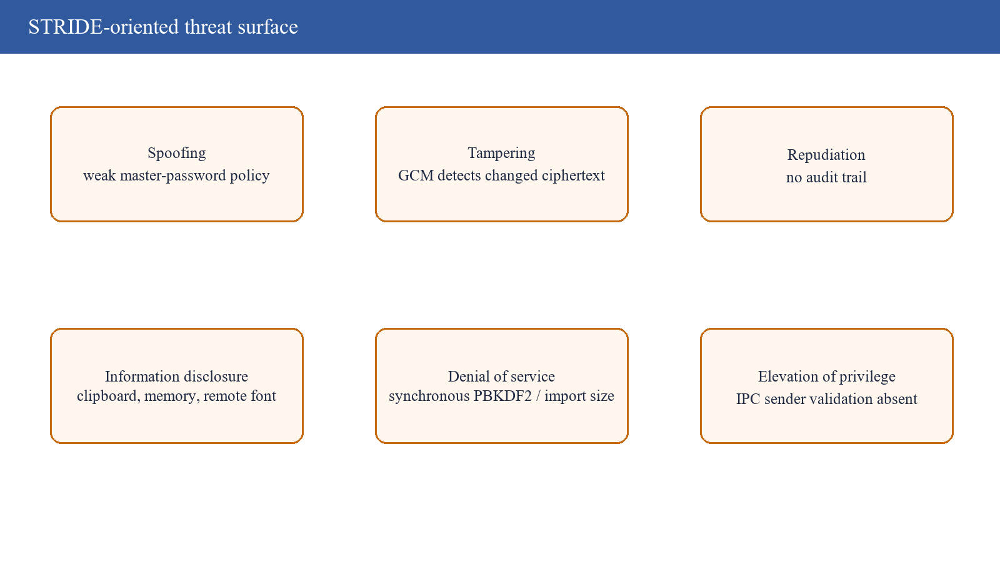 STRIDE-oriented threat surface
Spoofing
weak master-password policy
Tampering
GCM detects changed ciphertext
Repudiation
no audit trail
Information disclosure
clipboard, memory, remote font
Denial of service
synchronous PBKDF2 / import size
Elevation of privilege
IPC sender validation absent